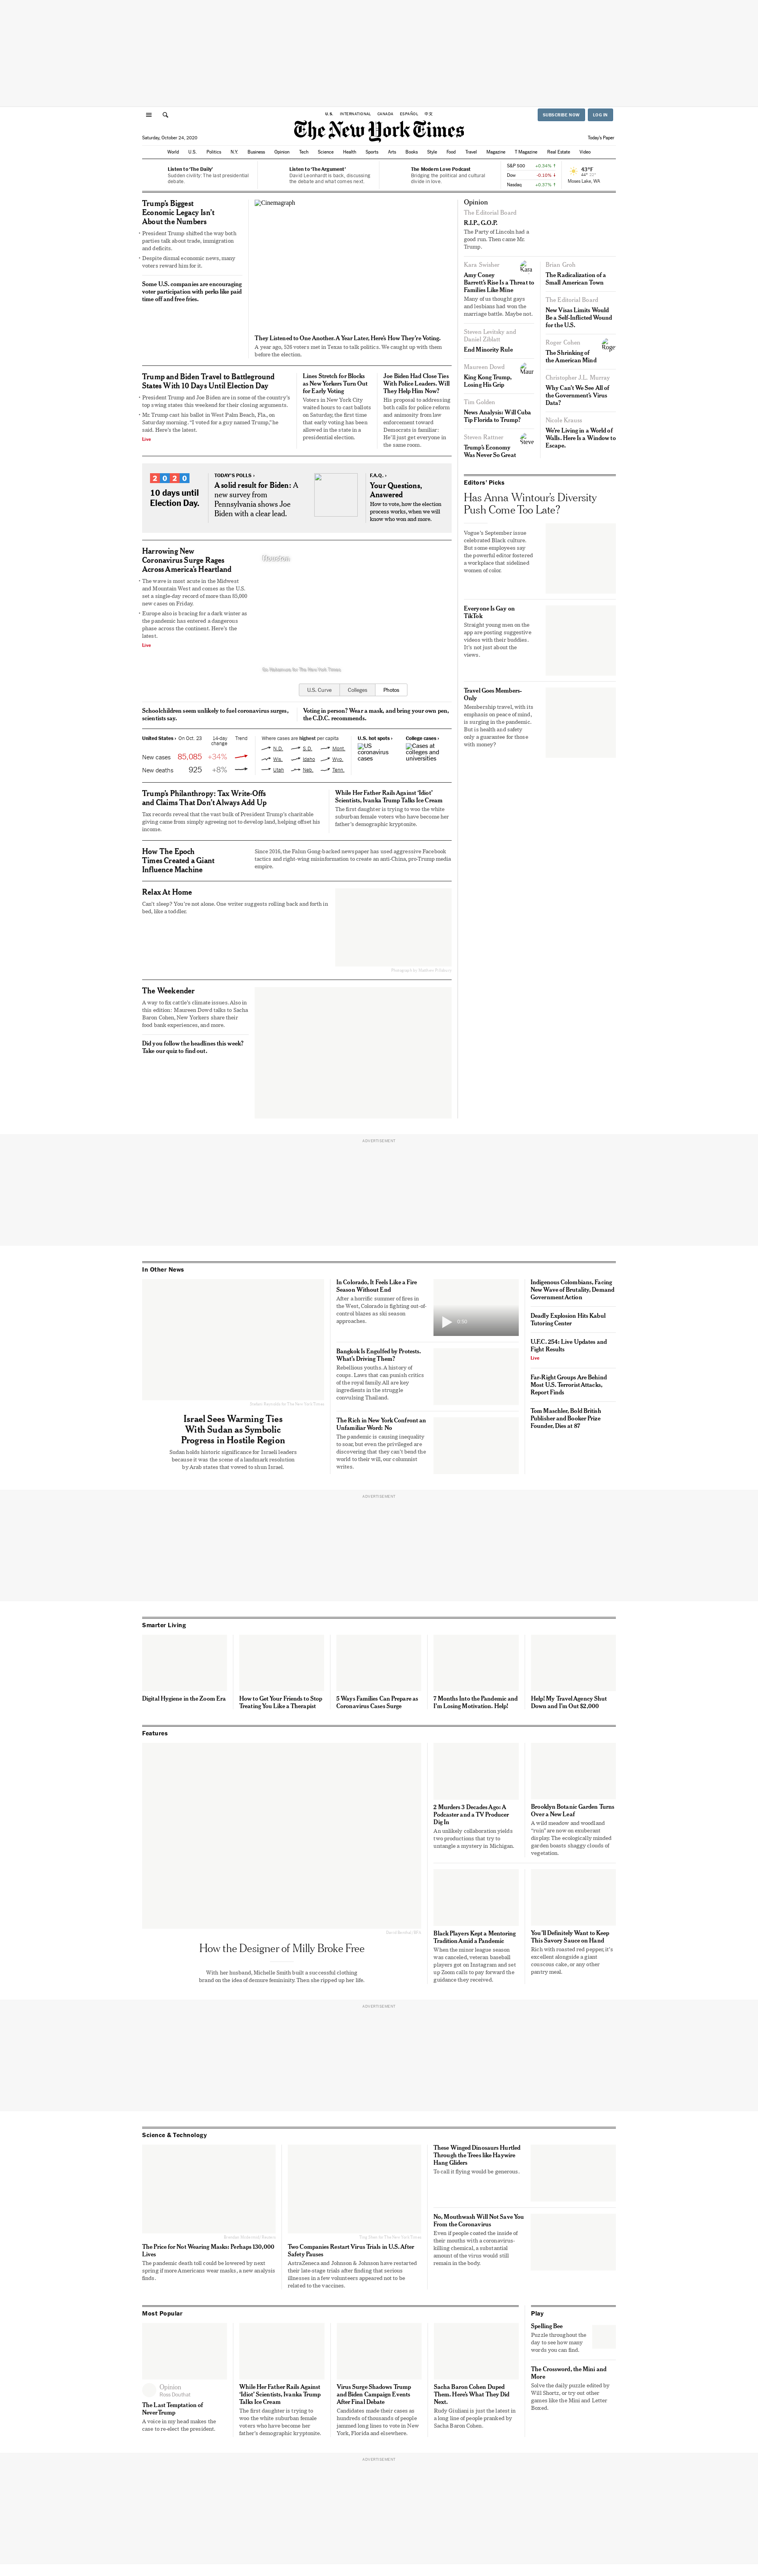 U.S.
INTERNATIONAL
CANADA
ESPAÑOL
中文
SUBSCRIBE NOW
LOG IN
The New York Times
Saturday, October 24, 2020
Today's Paper
World
U.S.
Politics
N.Y.
Business
Opinion
Tech
Science
Health
Sports
Arts
Books
Style
Food
Travel
Magazine
T Magazine
Real Estate
Video
Listen to 'The Daily'
Sudden civility: The last presidential
debate.
Listen to 'The Argument'
David Leonhardt is back, discussing
the debate and what comes next.
The Modern Love Podcast
Bringing the political and cultural
divide in love.
S&P 500 +0.34% ↑
Dow -0.10% ↓
Nasdaq +0.37% ↑
43°F
Moses Lake, WA
Trump's Biggest
Economic Legacy Isn't
About the Numbers
• President Trump shifted the way both
parties talk about trade, immigration
and deficits.
• Despite dismal economic news, many
voters reward him for it.
Some U.S. companies are encouraging
voter participation with perks like paid
time off and free fries.
Cinemagraph
They Listened to One Another. A Year Later, Here's How They're Voting.
A year ago, 526 voters met in Texas to talk politics. We caught up with them
before the election.
Trump and Biden Travel to Battleground
States With 10 Days Until Election Day
• President Trump and Joe Biden are in some of the country's
top swing states this weekend for their closing arguments.
• Mr. Trump cast his ballot in West Palm Beach, Fla., on
Saturday morning. "I voted for a guy named Trump," he
said. Here's the latest.
Live
Lines Stretch for Blocks
as New Yorkers Turn Out
for Early Voting
Voters in New York City
waited hours to cast ballots
on Saturday, the first time
that early voting has been
allowed in the state in a
presidential election.
Joe Biden Had Close Ties
With Police Leaders. Will
They Help Him Now?
His proposal to addressing
both calls for police reform
and animosity from law
enforcement toward
Democrats is familiar:
He'll just get everyone in
the same room.
2020
10 days until
Election Day.
TODAY'S POLLS ›
A solid result for Biden: A
new survey from
Pennsylvania shows Joe
Biden with a clear lead.
F.A.Q. ›
Your Questions,
Answered
How to vote, how the election
process works, when we will
know who won and more.
Harrowing New
Coronavirus Surge Rages
Across America's Heartland
• The wave is most acute in the Midwest
and Mountain West and comes as the U.S.
set a single-day record of more than 85,000
new cases on Friday.
• Europe also is bracing for a dark winter as
the pandemic has entered a dangerous
phase across the continent. Here's the
latest.
Live
Houston
Go Nakamura for The New York Times
U.S. Curve
Colleges
Photos
Schoolchildren seem unlikely to fuel coronavirus surges,
scientists say.
Voting in person? Wear a mask, and bring your own pen,
the C.D.C. recommends.
United States › On Oct. 23
14-day
change
Trend
New cases 85,085 +34%
New deaths 925 +8%
Where cases are highest per capita
N.D.
S.D.
Mont.
Wis.
Idaho
Wyo.
Utah
Neb.
Tenn.
U.S. hot spots ›
US
coronavirus
cases
College cases ›
Cases at
colleges and
universities
Trump's Philanthropy: Tax Write-Offs
and Claims That Don't Always Add Up
Tax records reveal that the vast bulk of President Trump's charitable
giving came from simply agreeing not to develop land, helping offset his
income.
While Her Father Rails Against 'Idiot'
Scientists, Ivanka Trump Talks Ice Cream
The first daughter is trying to woo the white
suburban female voters who have become her
father's demographic kryptonite.
How The Epoch
Times Created a Giant
Influence Machine
Since 2016, the Falun Gong-backed newspaper has used aggressive Facebook
tactics and right-wing misinformation to create an anti-China, pro-Trump media
empire.
Relax At Home
Can't sleep? You're not alone. One writer suggests rolling back and forth in
bed, like a toddler.
The Weekender
A way to fix cattle's climate issues. Also in
this edition: Maureen Dowd talks to Sacha
Baron Cohen, New Yorkers share their
food bank experiences, and more.
Did you follow the headlines this week?
Take our quiz to find out.
Opinion
The Editorial Board
R.I.P., G.O.P.
The Party of Lincoln had a
good run. Then came Mr.
Trump.
Kara Swisher
Amy Coney
Barrett's Rise Is a Threat to
Families Like Mine
Many of us thought gays
and lesbians had won the
marriage battle. Maybe not.
Kara
Steven Levitsky and
Daniel Ziblatt
End Minority Rule
Maureen Dowd
King Kong Trump,
Losing His Grip
Maur
Tim Golden
News Analysis: Will Cuba
Tip Florida to Trump?
Steven Rattner
Trump's Economy
Was Never So Great
Steve
Brian Groh
The Radicalization of a
Small American Town
The Editorial Board
New Visas Limits Would
Be a Self-Inflicted Wound
for the U.S.
Roger Cohen
The Shrinking of
the American Mind
Roge
Christopher J.L. Murray
Why Can't We See All of
the Government's Virus
Data?
Nicole Krauss
We're Living in a World of
Walls. Here Is a Window to
Escape.
Editors' Picks
Has Anna Wintour's Diversity
Push Come Too Late?
Vogue's September issue
celebrated Black culture.
But some employees say
the powerful editor fostered
a workplace that sidelined
women of color.
Everyone Is Gay on
TikTok
Straight young men on the
app are posting suggestive
videos with their buddies.
It's not just about the
views.
Travel Goes Members-
Only
Membership travel, with its
emphasis on peace of mind,
is surging in the pandemic.
But is health and safety
only a guarantee for those
with money?
ADVERTISEMENT
In Other News
Israel Sees Warming Ties
With Sudan as Symbolic
Progress in Hostile Region
Sudan holds historic significance for Israeli leaders
because it was the scene of a landmark resolution
by Arab states that vowed to shun Israel.
In Colorado, It Feels Like a Fire
Season Without End
After a horrific summer of fires in
the West, Colorado is fighting out-of-
control blazes as ski season
approaches.
0:50
Bangkok Is Engulfed by Protests.
What's Driving Them?
Rebellious youths. A history of
coups. Laws that can punish critics
of the royal family. All are key
ingredients in the struggle
convulsing Thailand.
The Rich in New York Confront an
Unfamiliar Word: No
The pandemic is causing inequality
to soar, but even the privileged are
discovering that they can't bend the
world to their will, our columnist
writes.
Indigenous Colombians, Facing
New Wave of Brutality, Demand
Government Action
Deadly Explosion Hits Kabul
Tutoring Center
U.F.C. 254: Live Updates and
Fight Results
Live
Far-Right Groups Are Behind
Most U.S. Terrorist Attacks,
Report Finds
Tom Maschler, Bold British
Publisher and Booker Prize
Founder, Dies at 87
ADVERTISEMENT
Smarter Living
Digital Hygiene in the Zoom Era
How to Get Your Friends to Stop
Treating You Like a Therapist
5 Ways Families Can Prepare as
Coronavirus Cases Surge
7 Months Into the Pandemic and
I'm Losing Motivation. Help!
Help! My Travel Agency Shut
Down and I'm Out $2,000
Features
How the Designer of Milly Broke Free
With her husband, Michelle Smith built a successful clothing
brand on the idea of demure femininity. Then she ripped up her life.
2 Murders 3 Decades Ago: A
Podcaster and a TV Producer
Dig In
An unlikely collaboration yields
two productions that try to
untangle a mystery in Michigan.
Brooklyn Botanic Garden Turns
Over a New Leaf
A wild meadow and woodland
"ruin" are now on exuberant
display. The ecologically minded
garden boasts shaggy clouds of
vegetation.
Black Players Kept a Mentoring
Tradition Amid a Pandemic
When the minor league season
was canceled, veteran baseball
players got on Instagram and set
up Zoom calls to pay forward the
guidance they received.
You'll Definitely Want to Keep
This Savory Sauce on Hand
Rich with roasted red pepper, it's
excellent alongside a giant
couscous cake, or any other
pantry meal.
ADVERTISEMENT
Science & Technology
The Price for Not Wearing Masks: Perhaps 130,000
Lives
The pandemic death toll could be lowered by next
spring if more Americans wear masks, a new analysis
finds.
Two Companies Restart Virus Trials in U.S. After
Safety Pauses
AstraZeneca and Johnson & Johnson have restarted
their late-stage trials after finding that serious
illnesses in a few volunteers appeared not to be
related to the vaccines.
These Winged Dinosaurs Hurtled
Through the Trees like Haywire
Hang Gliders
To call it flying would be generous.
No, Mouthwash Will Not Save You
From the Coronavirus
Even if people coated the inside of
their mouths with a coronavirus-
killing chemical, a substantial
amount of the virus would still
remain in the body.
Most Popular
Opinion
Ross Douthat
The Last Temptation of
NeverTrump
A voice in my head makes the
case to re-elect the president.
While Her Father Rails Against
'Idiot' Scientists, Ivanka Trump
Talks Ice Cream
The first daughter is trying to
woo the white suburban female
voters who have become her
father's demographic kryptonite.
Virus Surge Shadows Trump
and Biden Campaign Events
After Final Debate
Candidates made their cases as
hundreds of thousands of people
jammed long lines to vote in New
York, Florida and elsewhere.
Sacha Baron Cohen Duped
Them. Here's What They Did
Next.
Rudy Giuliani is just the latest in
a long line of people pranked by
Sacha Baron Cohen.
Play
Spelling Bee
Puzzle throughout the
day to see how many
words you can find.
The Crossword, the Mini and
More
Solve the daily puzzle edited by
Will Shortz, or try out other
games like the Mini and Letter
Boxed.
ADVERTISEMENT